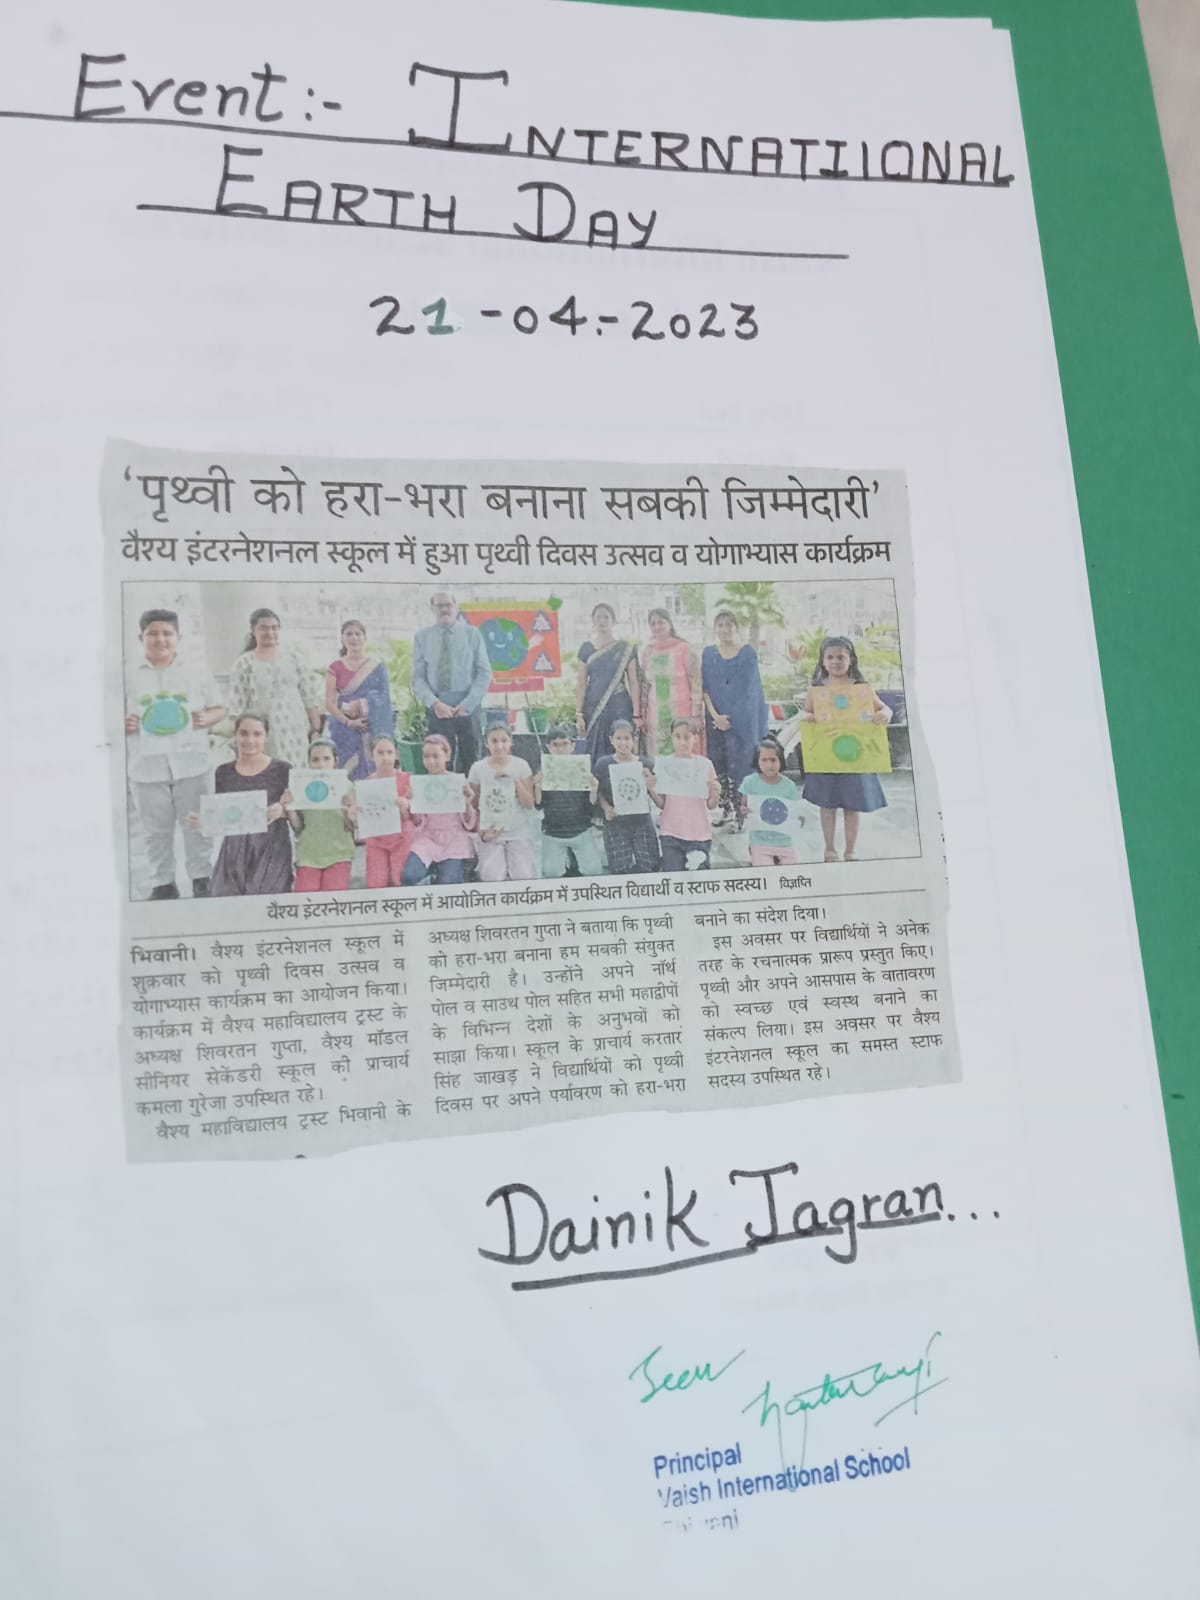 Event:- INTERNATIIONAL
EARTH DAY
21-04-2023
'पृथ्वी को हरा-भरा बनाना सबकी जिम्मेदारी'
वैश्य इंटरनेशनल स्कूल में हुआ पृथ्वी दिवस उत्सव व योगाभ्यास कार्यक्रम
वैश्य इंटरनेशनल स्कूल में आयोजित कार्यक्रम में उपस्थित विद्यार्थी व स्टाफ सदस्य। विज्ञप्ति
भिवानी। वैश्य इंटरनेशनल स्कूल में
शुक्रवार को पृथ्वी दिवस उत्सव व
योगाभ्यास कार्यक्रम का आयोजन किया।
कार्यक्रम में वैश्य महाविद्यालय ट्रस्ट के
अध्यक्ष शिवरतन गुप्ता, वैश्य मॉडल
सीनियर सेकेंडरी स्कूल की प्राचार्य
कमला गुरेजा उपस्थित रहे।
वैश्य महाविद्यालय ट्रस्ट भिवानी के
अध्यक्ष शिवरतन गुप्ता ने बताया कि पृथ्वी
को हरा-भरा बनाना हम सबकी संयुक्त
जिम्मेदारी है। उन्होंने अपने नॉर्थ
पोल व साउथ पोल सहित सभी महाद्वीपों
के विभिन्न देशों के अनुभवों को
साझा किया। स्कूल के प्राचार्य करतार
सिंह जाखड़ ने विद्यार्थियों को पृथ्वी
दिवस पर अपने पर्यावरण को हरा-भरा
बनाने का संदेश दिया।
इस अवसर पर विद्यार्थियों ने अनेक
तरह के रचनात्मक प्रारूप प्रस्तुत किए।
पृथ्वी और अपने आसपास के वातावरण
को स्वच्छ एवं स्वस्थ बनाने का
संकल्प लिया। इस अवसर पर वैश्य
इंटरनेशनल स्कूल का समस्त स्टाफ
सदस्य उपस्थित रहे।
Dainik Jagran...
Seen
Principal
Vaish International School